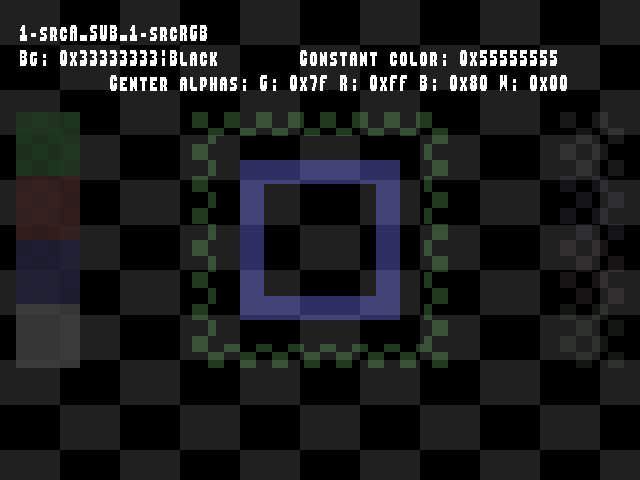 1-srcA_SUB_1-srcRGB
Bg: 0x33333333;Black Constant color: 0x55555555
Center alphas: G: 0x7f R: 0xff B: 0x80 W: 0x00